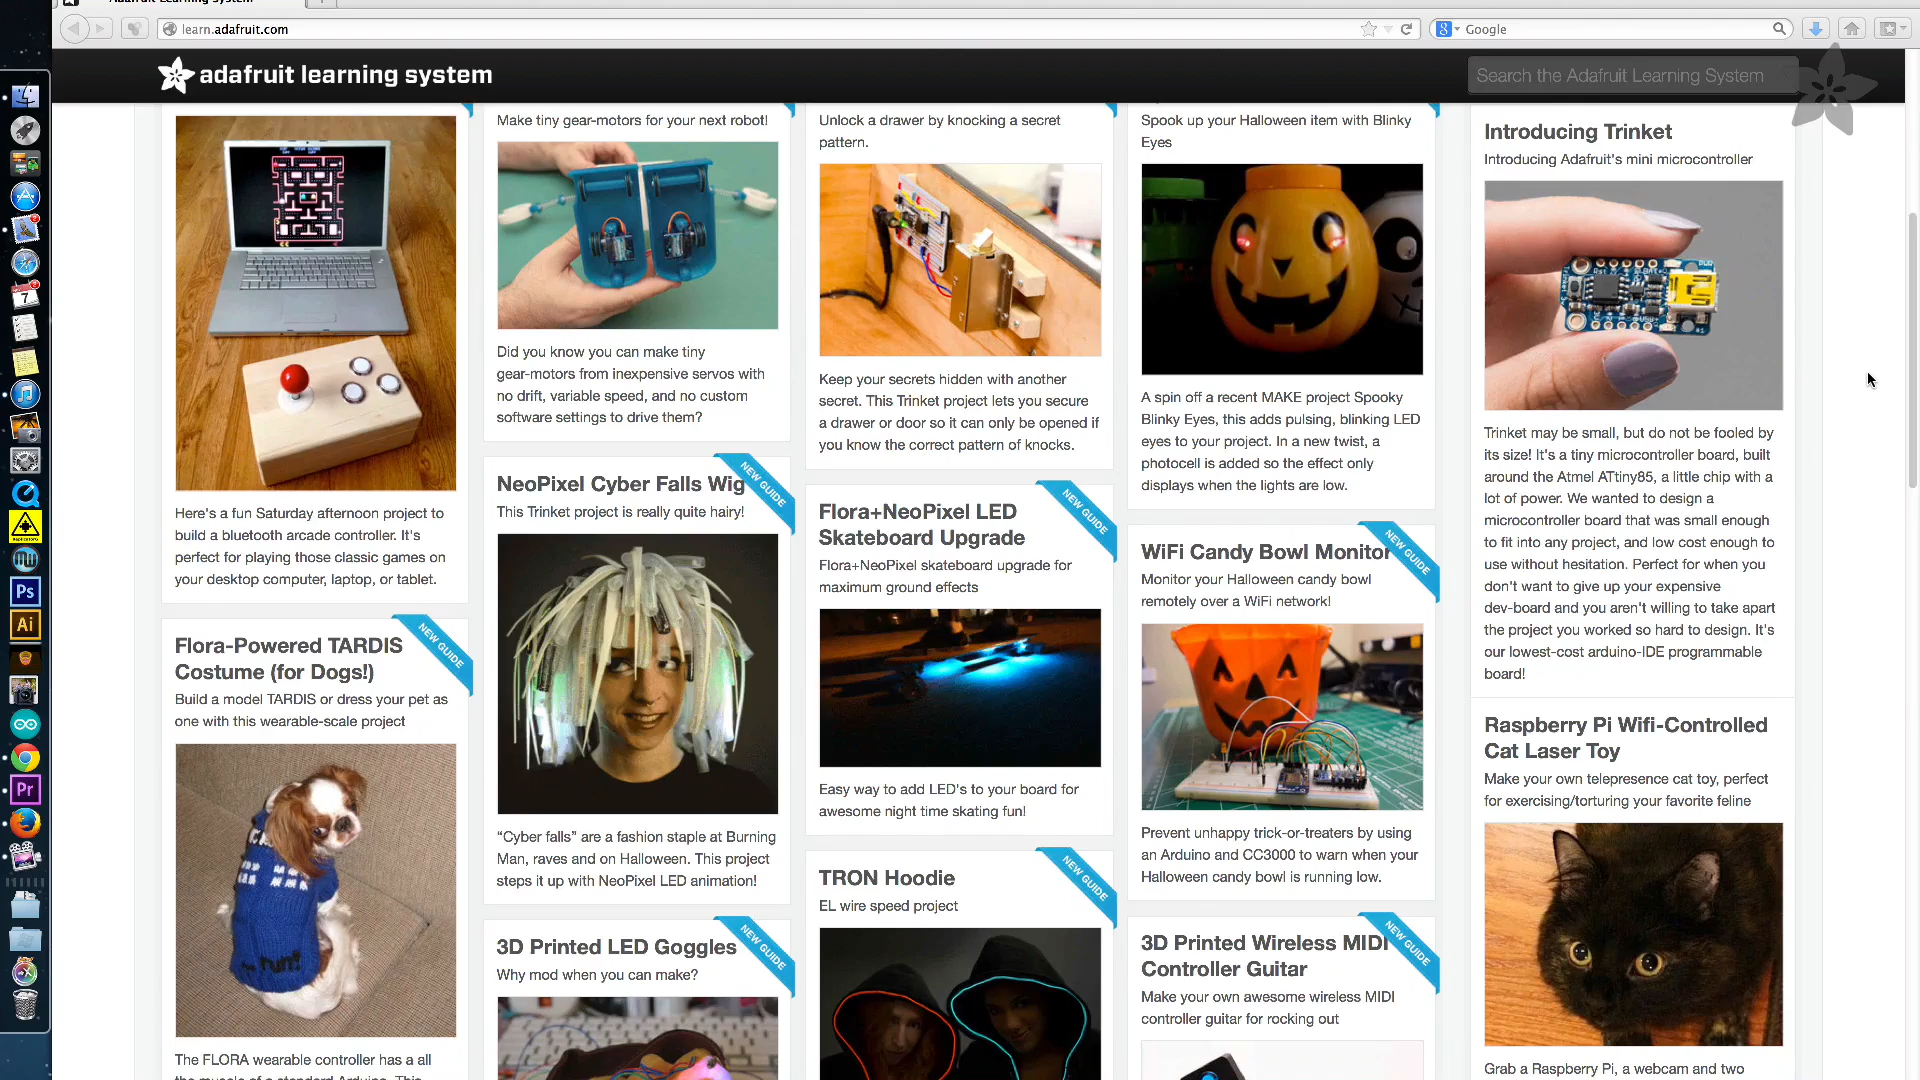 learn.adafruit.com
Google
adafruit learning system
Search the Adafruit Learning System
Here's a fun Saturday afternoon project to
build a bluetooth arcade controller. It's
perfect for playing those classic games on
your desktop computer, laptop, or tablet.
NEW GUIDE
Flora-Powered TARDIS
Costume (for Dogs!)
Build a model TARDIS or dress your pet as
one with this wearable-scale project
The FLORA wearable controller has a all
Make tiny gear-motors for your next robot!
Did you know you can make tiny
gear-motors from inexpensive servos with
no drift, variable speed, and no custom
software settings to drive them?
NEW GUIDE
NeoPixel Cyber Falls Wig
This Trinket project is really quite hairy!
“Cyber falls” are a fashion staple at Burning
Man, raves and on Halloween. This project
steps it up with NeoPixel LED animation!
NEW GUIDE
3D Printed LED Goggles
Why mod when you can make?
Unlock a drawer by knocking a secret
pattern.
Keep your secrets hidden with another
secret. This Trinket project lets you secure
a drawer or door so it can only be opened if
you know the correct pattern of knocks.
NEW GUIDE
Flora+NeoPixel LED
Skateboard Upgrade
Flora+NeoPixel skateboard upgrade for
maximum ground effects
Easy way to add LED's to your board for
awesome night time skating fun!
NEW GUIDE
TRON Hoodie
EL wire speed project
Spook up your Halloween item with Blinky
Eyes
A spin off a recent MAKE project Spooky
Blinky Eyes, this adds pulsing, blinking LED
eyes to your project. In a new twist, a
photocell is added so the effect only
displays when the lights are low.
NEW GUIDE
WiFi Candy Bowl Monitor
Monitor your Halloween candy bowl
remotely over a WiFi network!
Prevent unhappy trick-or-treaters by using
an Arduino and CC3000 to warn when your
Halloween candy bowl is running low.
NEW GUIDE
3D Printed Wireless MIDI
Controller Guitar
Make your own awesome wireless MIDI
controller guitar for rocking out
Introducing Trinket
Introducing Adafruit's mini microcontroller
Trinket may be small, but do not be fooled by
its size! It's a tiny microcontroller board, built
around the Atmel ATtiny85, a little chip with a
lot of power. We wanted to design a
microcontroller board that was small enough
to fit into any project, and low cost enough to
use without hesitation. Perfect for when you
don't want to give up your expensive
dev-board and you aren't willing to take apart
the project you worked so hard to design. It's
our lowest-cost arduino-IDE programmable
board!
Raspberry Pi Wifi-Controlled
Cat Laser Toy
Make your own telepresence cat toy, perfect
for exercising/torturing your favorite feline
Grab a Raspberry Pi, a webcam and two
7
Ps
Ai
Pr